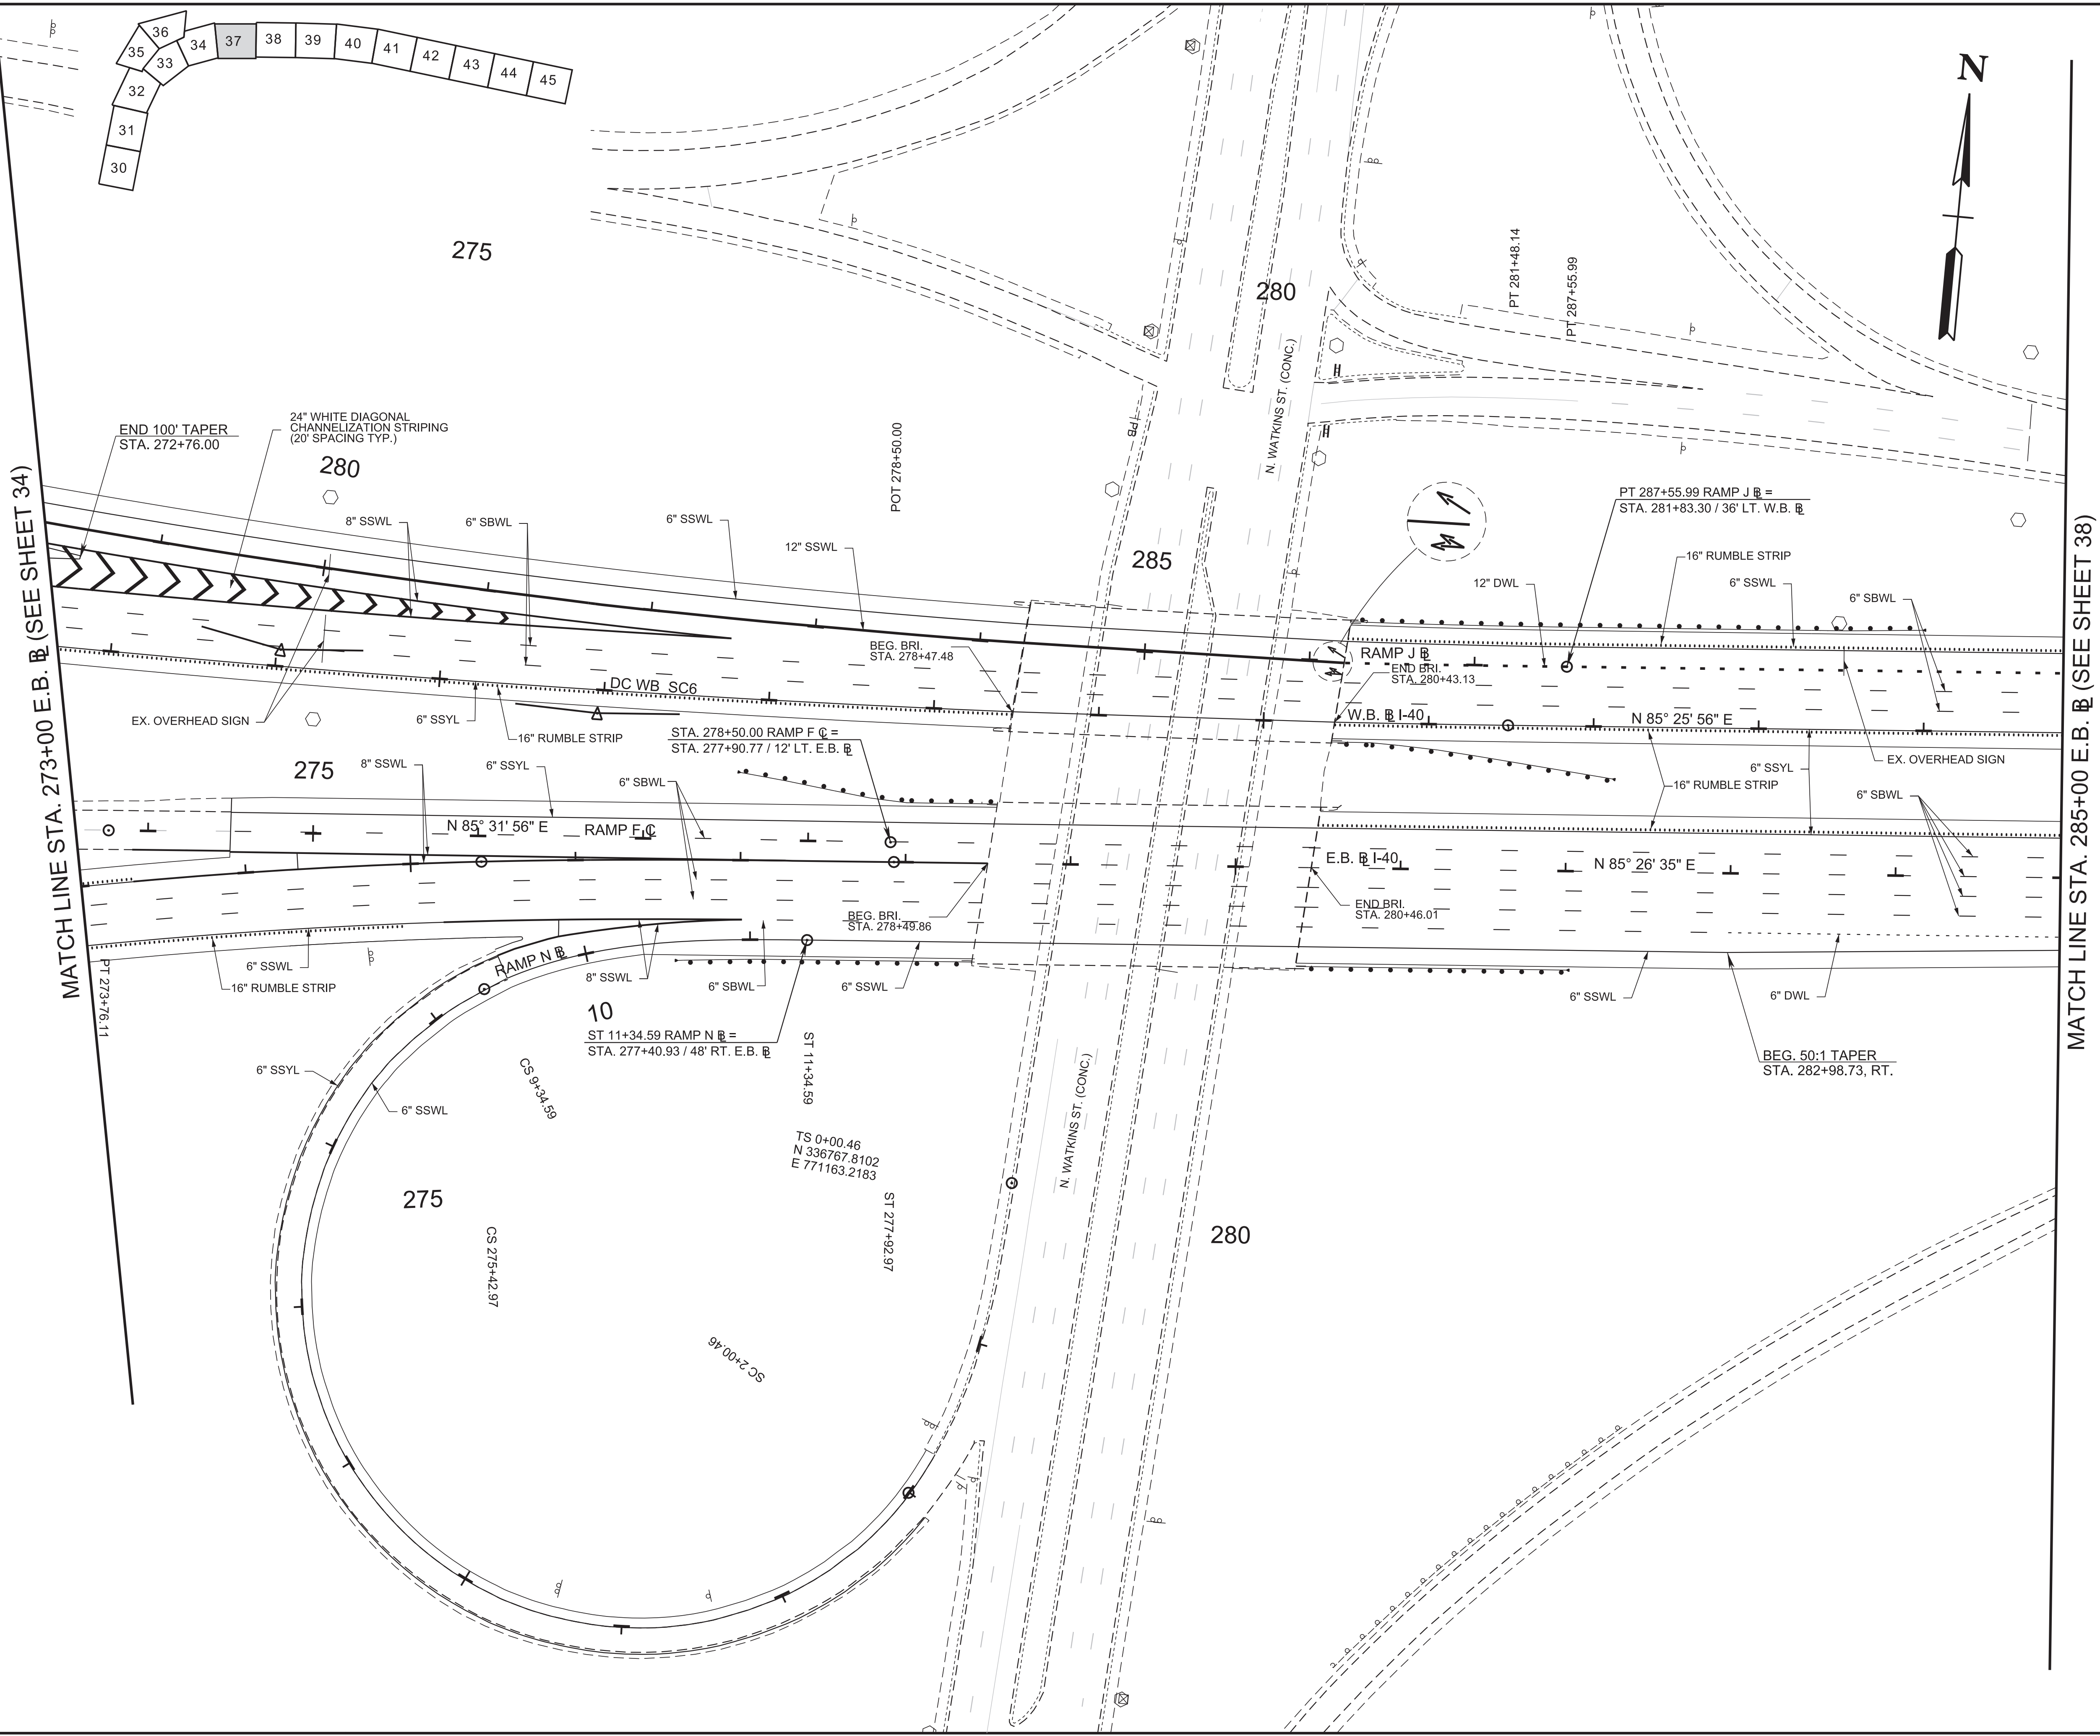 36
35
34
37
38
39
40
41
42
43
44
45
33
32
31
30
N
275
280
PT 281+48.14
PT 287+55.99
N. WATKINS ST. (CONC.)
PB
POT 278+50.00
END 100' TAPER
STA. 272+76.00
24" WHITE DIAGONAL
CHANNELIZATION STRIPING
(20' SPACING TYP.)
280
8" SSWL
6" SBWL
6" SSWL
12" SSWL
285
PT 287+55.99 RAMP J ℄ =
STA. 281+83.30 / 36' LT. W.B. ℄
16" RUMBLE STRIP
12" DWL
6" SSWL
6" SBWL
MATCH LINE STA. 273+00 E.B. ℄ (SEE SHEET 34)
MATCH LINE STA. 285+00 E.B. ℄ (SEE SHEET 38)
BEG. BRI.
STA. 278+47.48
RAMP J ℄
END BRI.
STA. 280+43.13
DC WB SC6
EX. OVERHEAD SIGN
6" SSYL
16" RUMBLE STRIP
STA. 278+50.00 RAMP F ℄ =
STA. 277+90.77 / 12' LT. E.B. ℄
W.B. ℄ I-40
N 85° 25' 56" E
6" SSYL
EX. OVERHEAD SIGN
16" RUMBLE STRIP
6" SBWL
275
8" SSWL
6" SSYL
6" SBWL
N 85° 31' 56" E
RAMP F ℄
E.B. ℄ I-40
N 85° 26' 35" E
BEG. BRI.
STA. 278+49.86
END BRI.
STA. 280+46.01
PT 273+76.11
6" SSWL
16" RUMBLE STRIP
RAMP N ℄
8" SSWL
6" SBWL
6" SSWL
6" SSWL
6" DWL
10
ST 11+34.59 RAMP N ℄ =
STA. 277+40.93 / 48' RT. E.B. ℄
BEG. 50:1 TAPER
STA. 282+98.73, RT.
6" SSYL
6" SSWL
CS 9+34.59
ST 11+34.59
TS 0+00.46
N 336767.8102
E 771163.2183
N. WATKINS ST. (CONC.)
275
CS 275+42.97
ST 277+92.97
280
SC 2+00.46